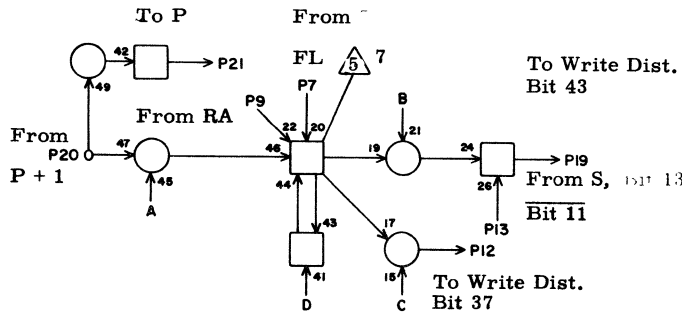 To P
From
42
P21
FL
5
7
To Write Dist.
Bit 43
49
P7
P9
B
From RA
From
47
22
20
21
P20
46
19
24
P19
P + 1
45
44
26
From S, 13
A
43
17
P13
Bit 11
P12
41
15
To Write Dist.
D
C
Bit 37